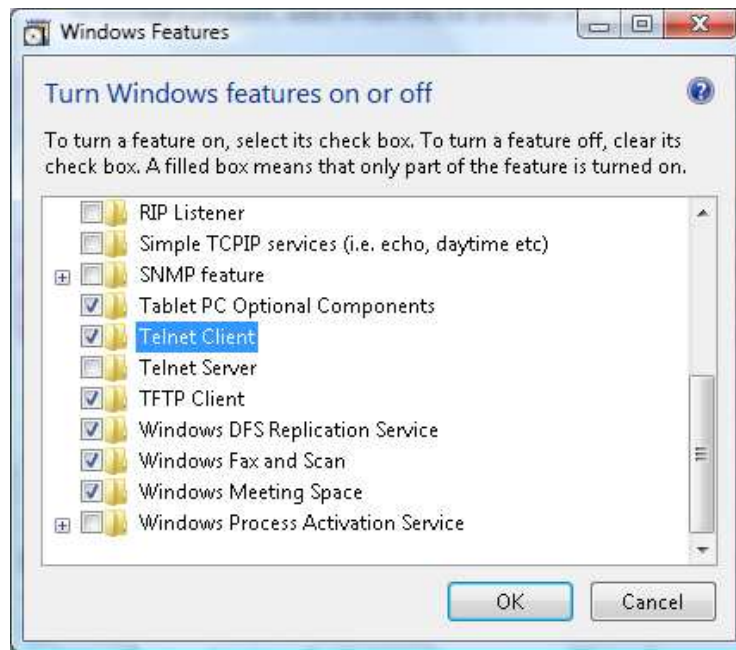 Windows Features
Turn Windows features on or off
To turn a feature on, select its check box. To turn a feature off, clear its
check box. A filled box means that only part of the feature is turned on.
RIP Listener
Simple TCPIP services (i.e. echo, daytime etc)
SNMP feature
Tablet PC Optional Components
Telnet Client
Telnet Server
TFTP Client
Windows DFS Replication Service
Windows Fax and Scan
Windows Meeting Space
Windows Process Activation Service
OK
Cancel